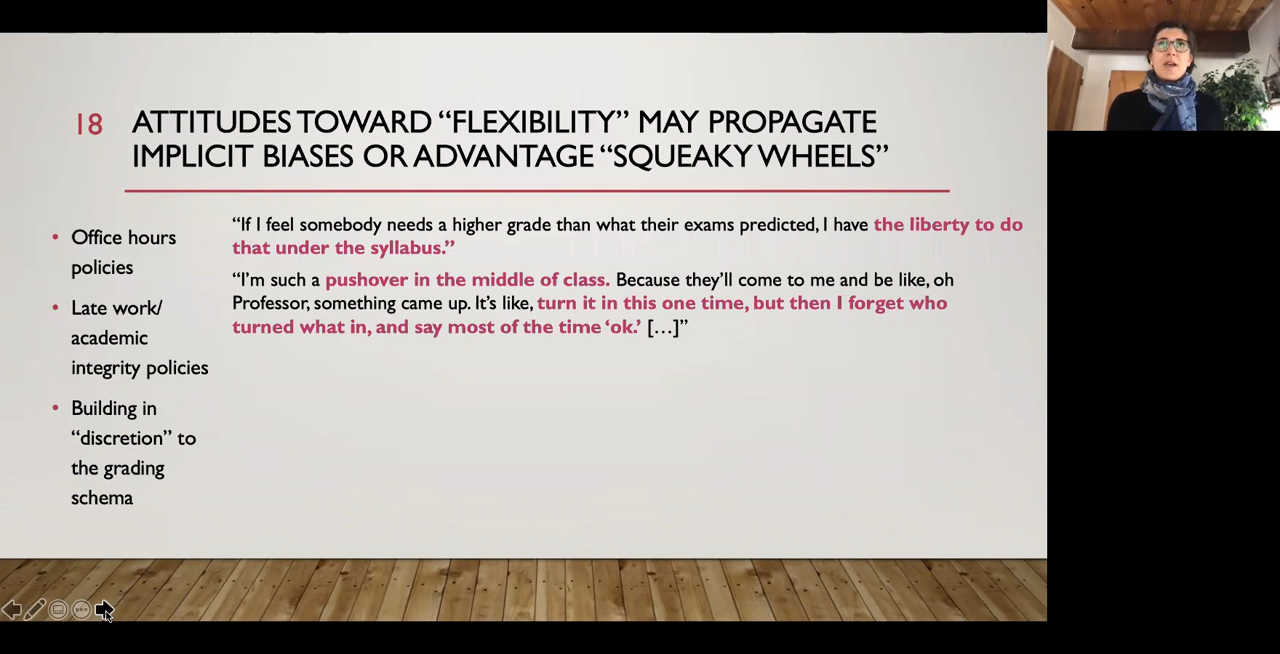 18
ATTITUDES TOWARD “FLEXIBILITY” MAY PROPAGATE
IMPLICIT BIASES OR ADVANTAGE “SQUEAKY WHEELS”
• Office hours
policies
• Late work/
academic
integrity policies
• Building in
“discretion” to
the grading
schema
“If I feel somebody needs a higher grade than what their exams predicted, I have the liberty to do
that under the syllabus.”
“I’m such a pushover in the middle of class. Because they’ll come to me and be like, oh
Professor, something came up. It’s like, turn it in this one time, but then I forget who
turned what in, and say most of the time ‘ok.’ […]”